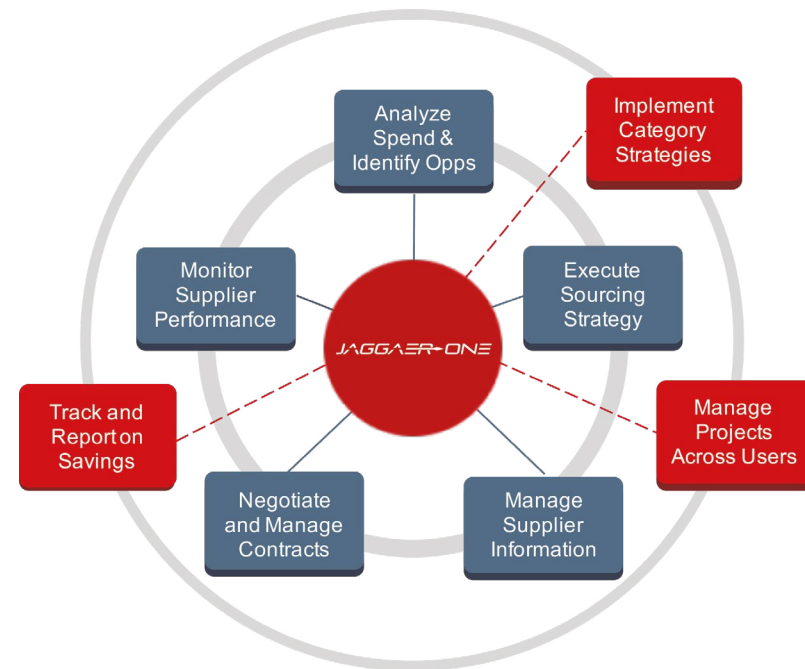 Analyze
Spend &
Identify Opps
Implement
Category
Strategies
Monitor
Supplier
Performance
Execute
Sourcing
Strategy
JAGGAER ONE
Track and
Report on
Savings
Manage
Projects
Across Users
Negotiate
and Manage
Contracts
Manage
Supplier
Information